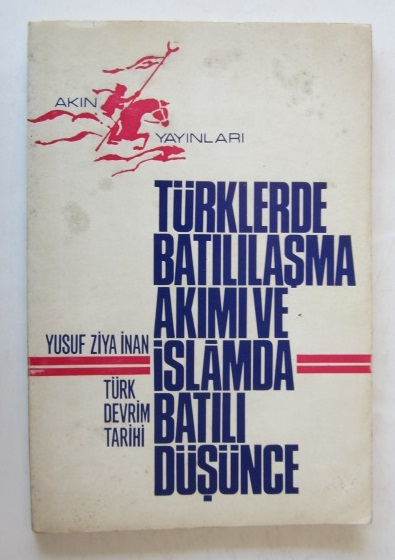 AKIN
YAYINLARI
TÜRKLERDE
BATILILAŞMA
AKIMI VE
İSLÂMDA
BATILI
DÜŞÜNCE
YUSUF ZİYA İNAN
TÜRK
DEVRİM
TARİHİ